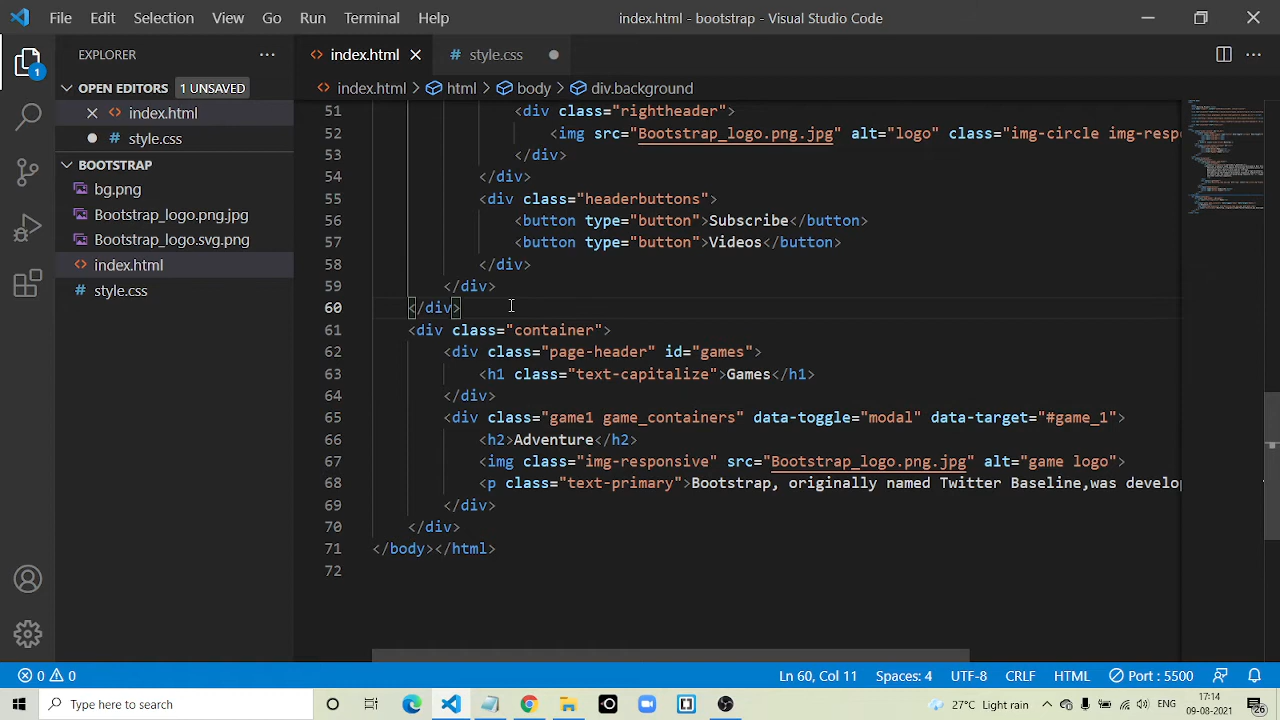 File Edit Selection View Go Run Terminal Help index.html - bootstrap - Visual Studio Code
EXPLORER ···
index.html style.css
OPEN EDITORS 1 UNSAVED
index.html > html > body > div.background
index.html
style.css
BOOTSTRAP
bg.png
Bootstrap_logo.png.jpg
Bootstrap_logo.svg.png
index.html
style.css
1
51 <div class="rightheader">
52 <img src="Bootstrap_logo.png.jpg" alt="logo" class="img-circle img-resp
53 </div>
54 </div>
55 <div class="headerbuttons">
56 <button type="button">Subscribe</button>
57 <button type="button">Videos</button>
58 </div>
59 </div>
60 </div>
61 <div class="container">
62 <div class="page-header" id="games">
63 <h1 class="text-capitalize">Games</h1>
64 </div>
65 <div class="game1 game_containers" data-toggle="modal" data-target="#game_1">
66 <h2>Adventure</h2>
67 <img class="img-responsive" src="Bootstrap_logo.png.jpg" alt="game logo">
68 <p class="text-primary">Bootstrap, originally named Twitter Baseline,was develop
69 </div>
70 </div>
71 </body></html>
72
0 0 Ln 60, Col 11 Spaces: 4 UTF-8 CRLF HTML Port : 5500
Type here to search 27°C Light rain ENG 17:14
09-08-2021